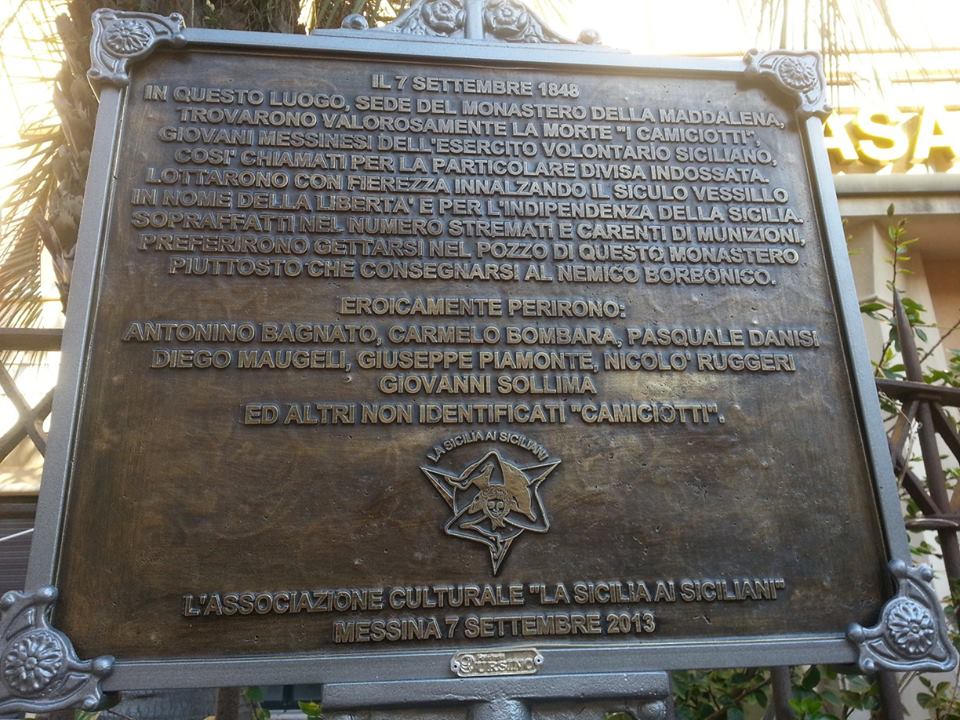 IL 7 SETTEMBRE 1848
IN QUESTO LUOGO, SEDE DEL MONASTERO DELLA MADDALENA,
TROVARONO VALOROSAMENTE LA MORTE "I CAMICIOTTI",
GIOVANI MESSINESI DELL'ESERCITO VOLONTARIO SICILIANO,
COSI' CHIAMATI PER LA PARTICOLARE DIVISA INDOSSATA.
LOTTARONO CON FIEREZZA INNALZANDO IL SICULO VESSILLO
IN NOME DELLA LIBERTA' E PER L'INDIPENDENZA DELLA SICILIA.
SOPRAFFATTI NEL NUMERO STREMATI E CARENTI DI MUNIZIONI,
PREFERIRONO GETTARSI NEL POZZO DI QUESTO MONASTERO
PIUTTOSTO CHE CONSEGNARSI AL NEMICO BORBONICO.
EROICAMENTE PERIRONO:
ANTONINO BAGNATO, CARMELO BOMBARA, PASQUALE DANISI
DIEGO MAUGELI, GIUSEPPE PIAMONTE, NICOLO' RUGGERI
GIOVANNI SOLLIMA
ED ALTRI NON IDENTIFICATI "CAMICIOTTI".
LA SICILIA AI SICILIANI
L'ASSOCIAZIONE CULTURALE "LA SICILIA AI SICILIANI"
MESSINA 7 SETTEMBRE 2013
URSINO
CASA